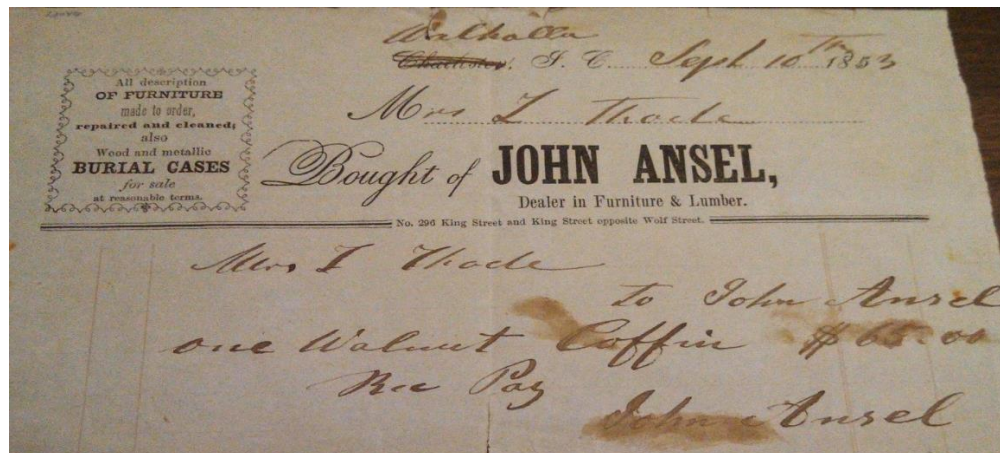 Walhalla
Charleston, S. C. Sept 10th 1853
Mrs I Thode
All description
OF FURNITURE
made to order,
repaired and cleaned;
also
Wood and metallic
BURIAL CASES
for sale
at reasonable terms.
Bought of JOHN ANSEL,
Dealer in Furniture & Lumber.
No. 296 King Street and King Street opposite Wolf Street.
Mrs I Thode
to John Ansel
one Walnut Coffin $65.00
Rec Pay
John Ansel